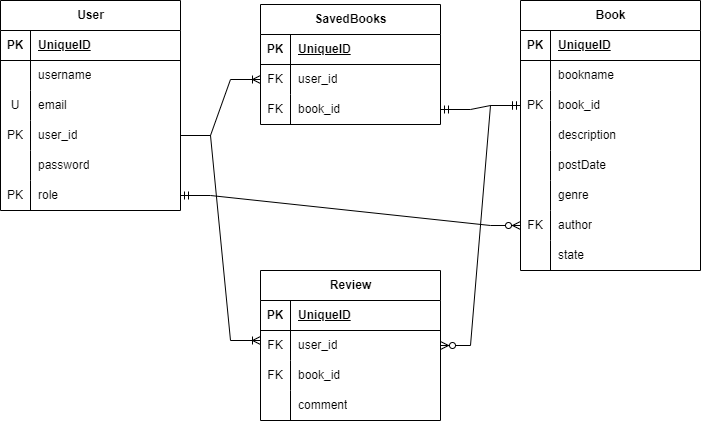 User
PK UniqueID
username
U email
PK user_id
password
PK role
SavedBooks
PK UniqueID
FK user_id
FK book_id
Book
PK UniqueID
bookname
PK book_id
description
postDate
genre
FK author
state
Review
PK UniqueID
FK user_id
FK book_id
comment